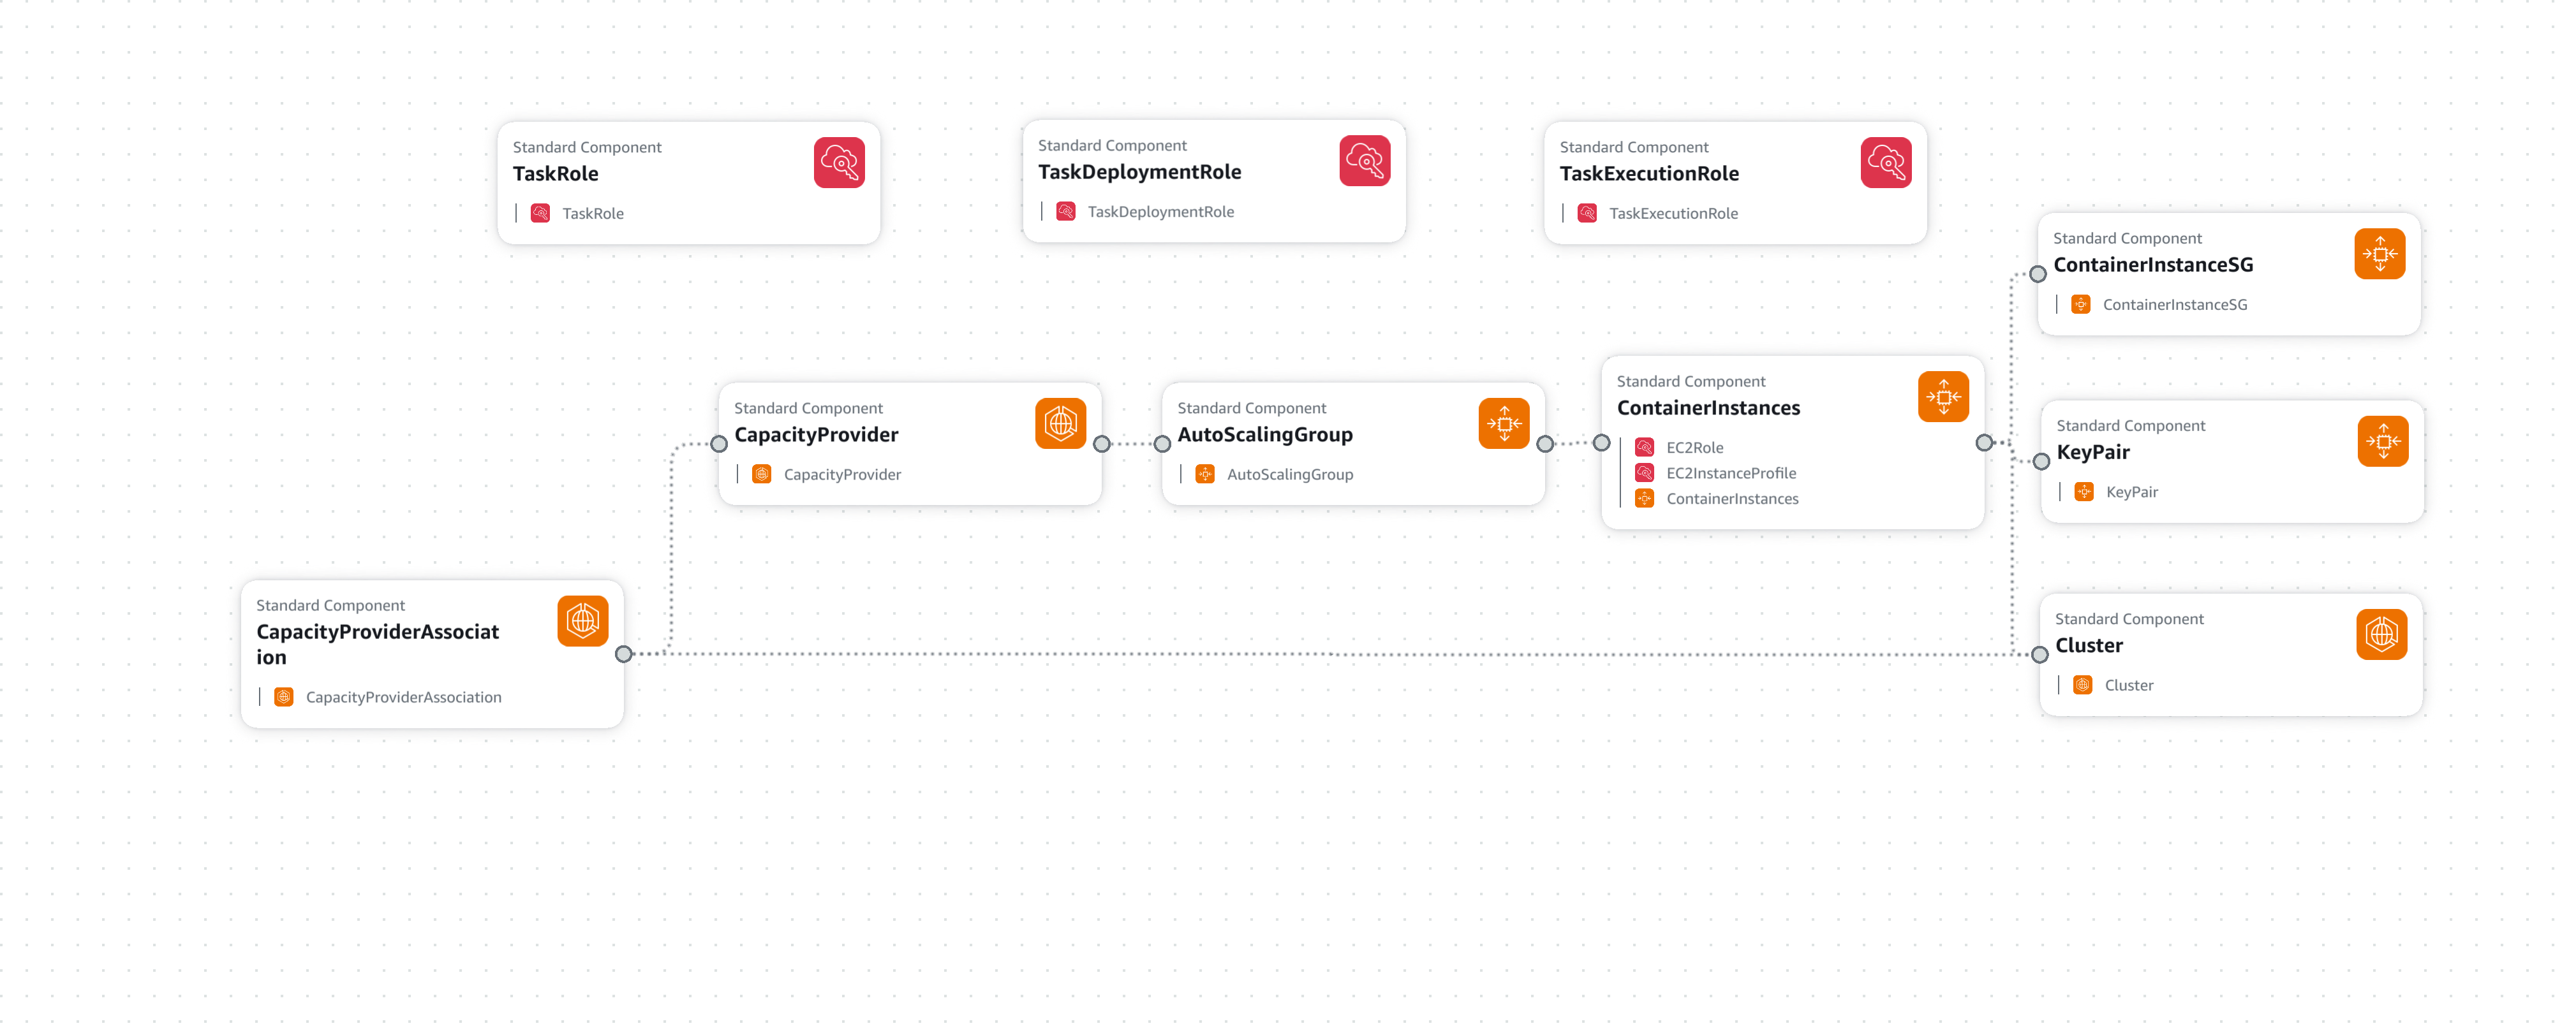 Standard Component
TaskRole
TaskRole
Standard Component
TaskDeploymentRole
TaskDeploymentRole
Standard Component
TaskExecutionRole
TaskExecutionRole
Standard Component
ContainerInstanceSG
ContainerInstanceSG
Standard Component
CapacityProvider
CapacityProvider
Standard Component
AutoScalingGroup
AutoScalingGroup
Standard Component
ContainerInstances
EC2Role
EC2InstanceProfile
ContainerInstances
Standard Component
KeyPair
KeyPair
Standard Component
CapacityProviderAssociat
ion
CapacityProviderAssociation
Standard Component
Cluster
Cluster